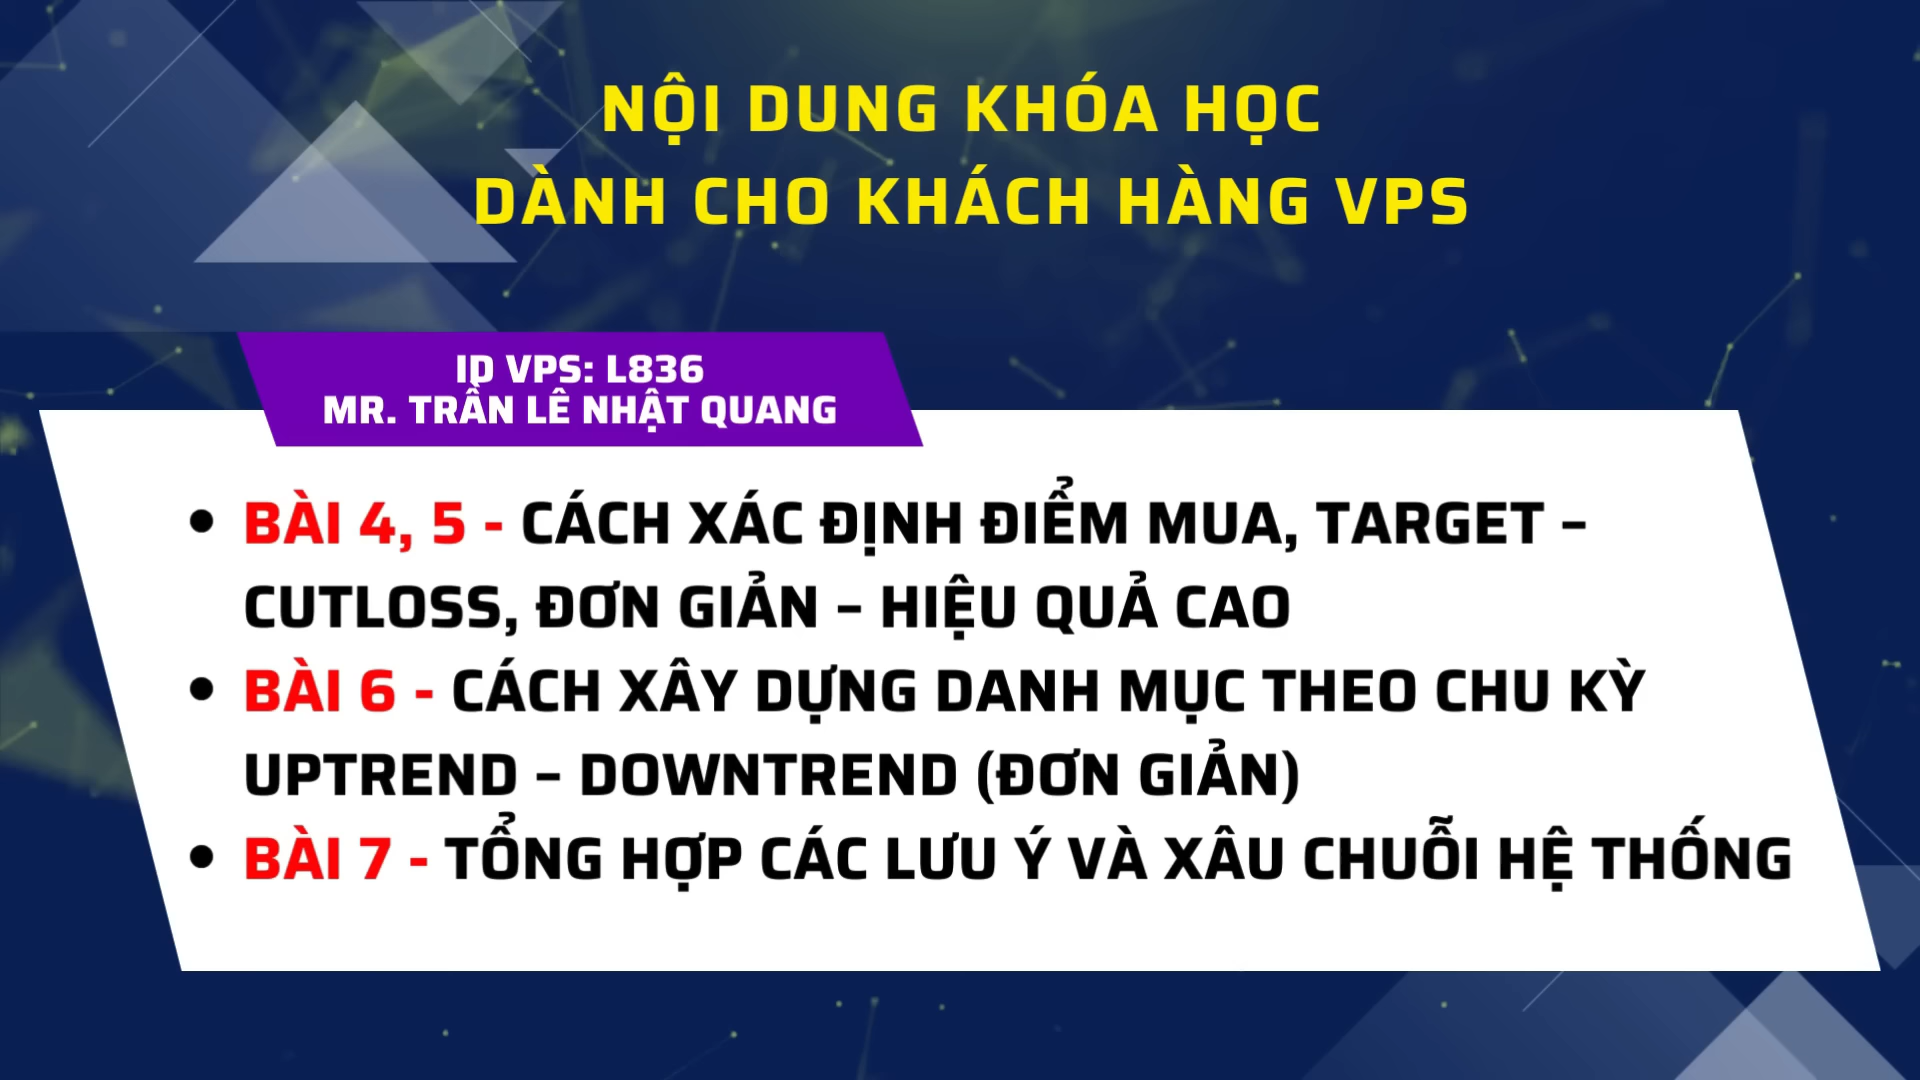 NỘI DUNG KHÓA HỌC
DÀNH CHO KHÁCH HÀNG VPS
ID VPS: L836
MR. TRẦN LÊ NHẬT QUANG
• BÀI 4, 5 - CÁCH XÁC ĐỊNH ĐIỂM MUA, TARGET –
CUTLOSS, ĐƠN GIẢN – HIỆU QUẢ CAO
• BÀI 6 - CÁCH XÂY DỰNG DANH MỤC THEO CHU KỲ
UPTREND – DOWNTREND (ĐƠN GIẢN)
• BÀI 7 - TỔNG HỢP CÁC LƯU Ý VÀ XÂU CHUỖI HỆ THỐNG